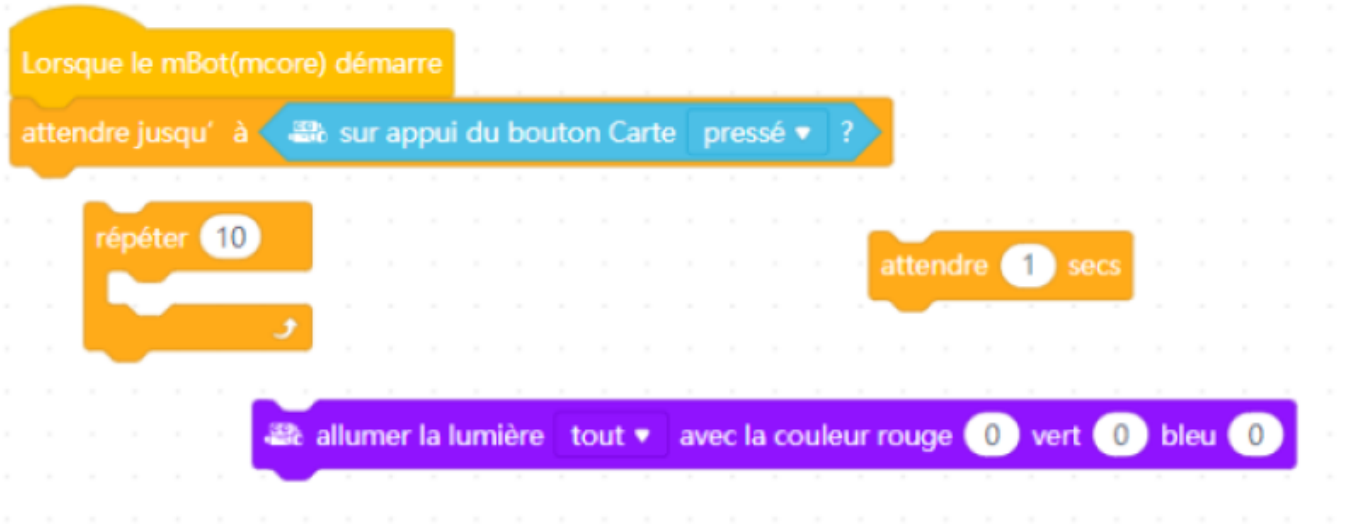 Lorsque le mBot(mcore) démarre
attendre jusqu' à sur appui du bouton Carte pressé ?
répéter 10
attendre 1 secs
allumer la lumière tout avec la couleur rouge 0 vert 0 bleu 0